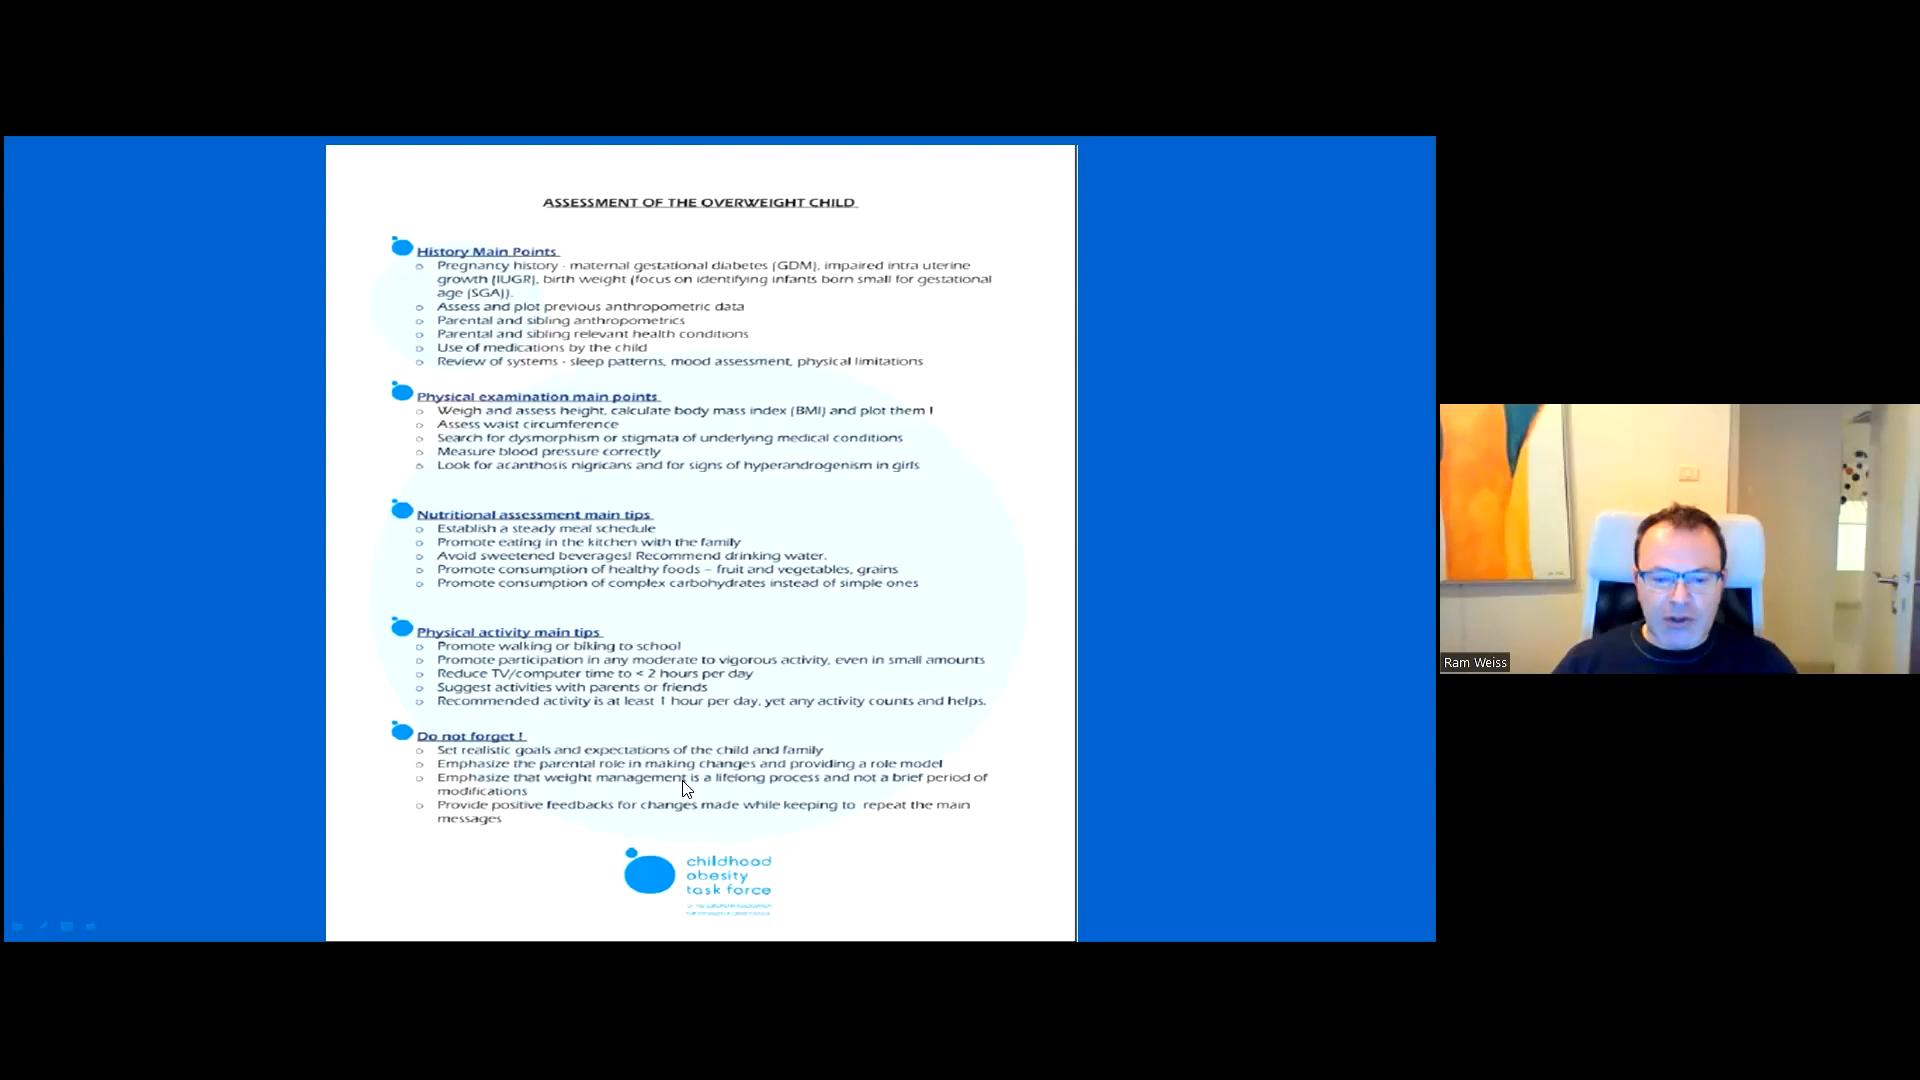 ASSESSMENT OF THE OVERWEIGHT CHILD
History Main Points
o Pregnancy history - maternal gestational diabetes (GDM), impaired intra uterine
growth (IUGR), birth weight (focus on identifying infants born small for gestational
age (SGA)).
o Assess and plot previous anthropometric data
o Parental and sibling anthropometrics
o Parental and sibling relevant health conditions
o Use of medications by the child
o Review of systems - sleep patterns, mood assessment, physical limitations
Physical examination main points
o Weigh and assess height, calculate body mass index (BMI) and plot them !
o Assess waist circumference
o Search for dysmorphism or stigmata of underlying medical conditions
o Measure blood pressure correctly
o Look for acanthosis nigricans and for signs of hyperandrogenism in girls
Nutritional assessment main tips
o Establish a steady meal schedule
o Promote eating in the kitchen with the family
o Avoid sweetened beverages! Recommend drinking water.
o Promote consumption of healthy foods – fruit and vegetables, grains
o Promote consumption of complex carbohydrates instead of simple ones
Physical activity main tips
o Promote walking or biking to school
o Promote participation in any moderate to vigorous activity, even in small amounts
o Reduce TV/computer time to < 2 hours per day
o Suggest activities with parents or friends
o Recommended activity is at least 1 hour per day, yet any activity counts and helps.
Do not forget !
o Set realistic goals and expectations of the child and family
o Emphasize the parental role in making changes and providing a role model
o Emphasize that weight management is a lifelong process and not a brief period of
modifications
o Provide positive feedbacks for changes made while keeping to repeat the main
messages
childhood
obesity
task force
Ram Weiss